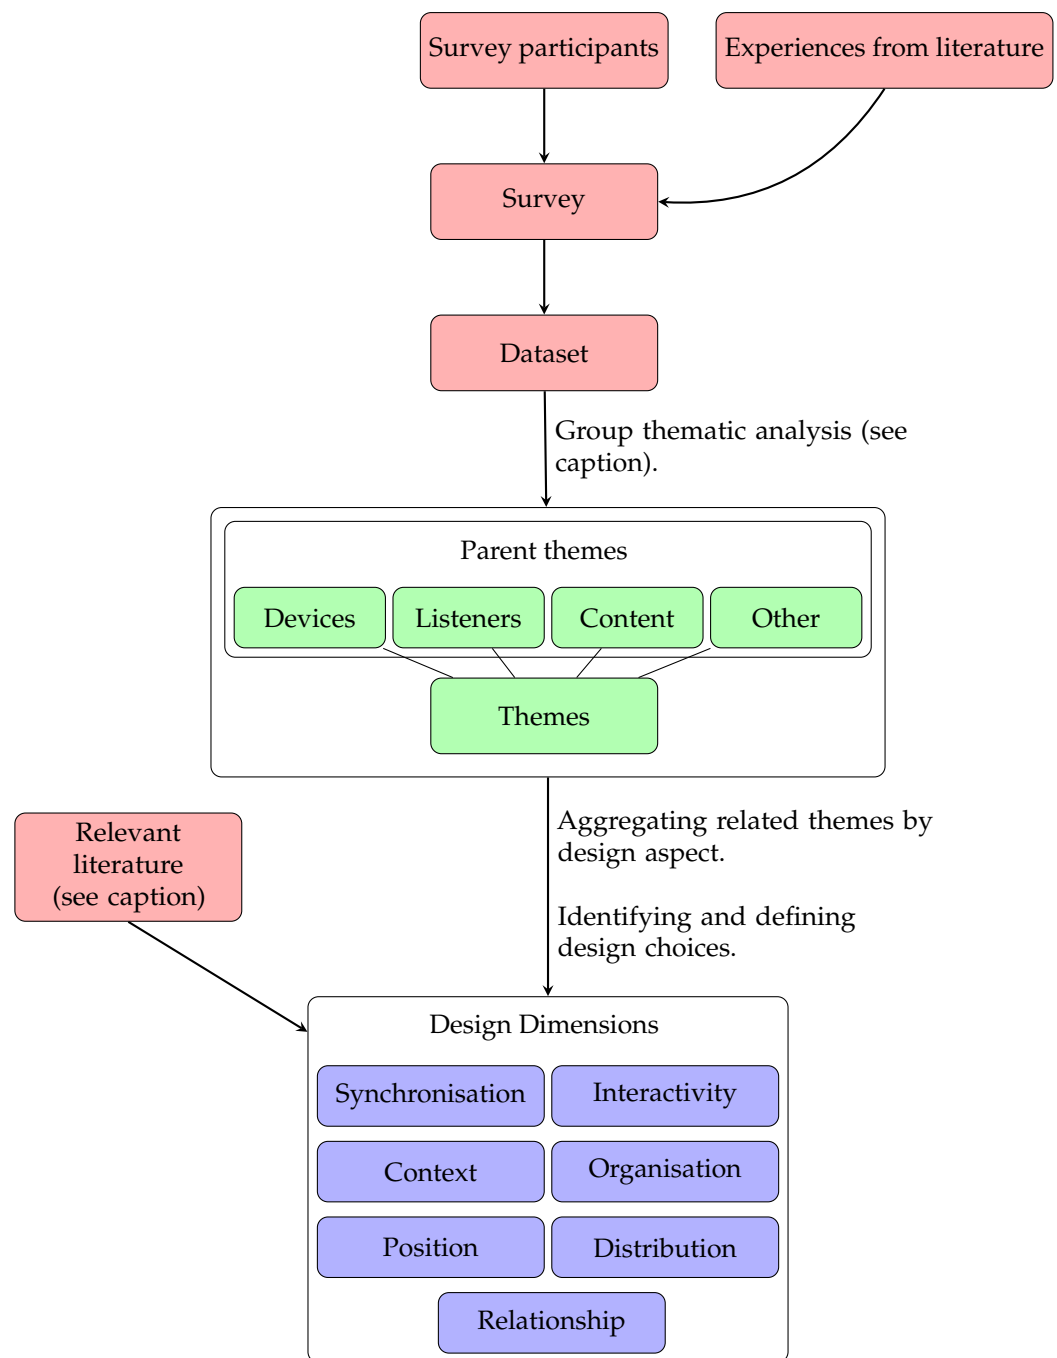 Survey participants
Experiences from literature
Survey
Dataset
Group thematic analysis (see
caption).
Parent themes
Devices
Listeners
Content
Other
Themes
Relevant
literature
(see caption)
Aggregating related themes by
design aspect.
Identifying and defining
design choices.
Design Dimensions
Synchronisation
Interactivity
Context
Organisation
Position
Distribution
Relationship